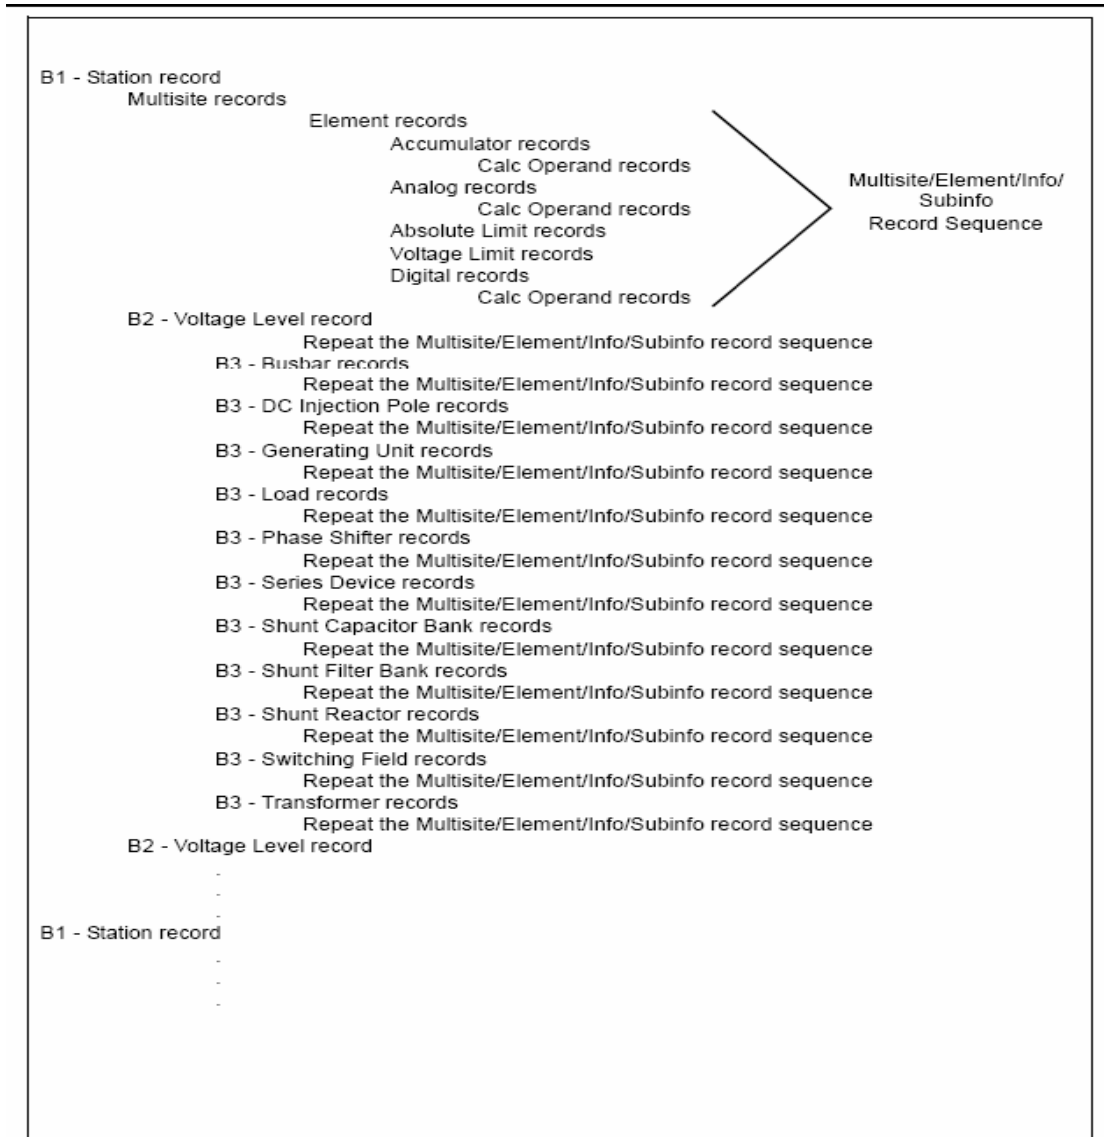 B1 - Station record
Multisite records
Element records
Accumulator records
Calc Operand records
Analog records
Calc Operand records
Absolute Limit records
Voltage Limit records
Digital records
Calc Operand records
Multisite/Element/Info/
Subinfo
Record Sequence
B2 - Voltage Level record
Repeat the Multisite/Element/Info/Subinfo record sequence
B3 - Busbar records
Repeat the Multisite/Element/Info/Subinfo record sequence
B3 - DC Injection Pole records
Repeat the Multisite/Element/Info/Subinfo record sequence
B3 - Generating Unit records
Repeat the Multisite/Element/Info/Subinfo record sequence
B3 - Load records
Repeat the Multisite/Element/Info/Subinfo record sequence
B3 - Phase Shifter records
Repeat the Multisite/Element/Info/Subinfo record sequence
B3 - Series Device records
Repeat the Multisite/Element/Info/Subinfo record sequence
B3 - Shunt Capacitor Bank records
Repeat the Multisite/Element/Info/Subinfo record sequence
B3 - Shunt Filter Bank records
Repeat the Multisite/Element/Info/Subinfo record sequence
B3 - Shunt Reactor records
Repeat the Multisite/Element/Info/Subinfo record sequence
B3 - Switching Field records
Repeat the Multisite/Element/Info/Subinfo record sequence
B3 - Transformer records
Repeat the Multisite/Element/Info/Subinfo record sequence
B2 - Voltage Level record
.
.
.
B1 - Station record
.
.
.